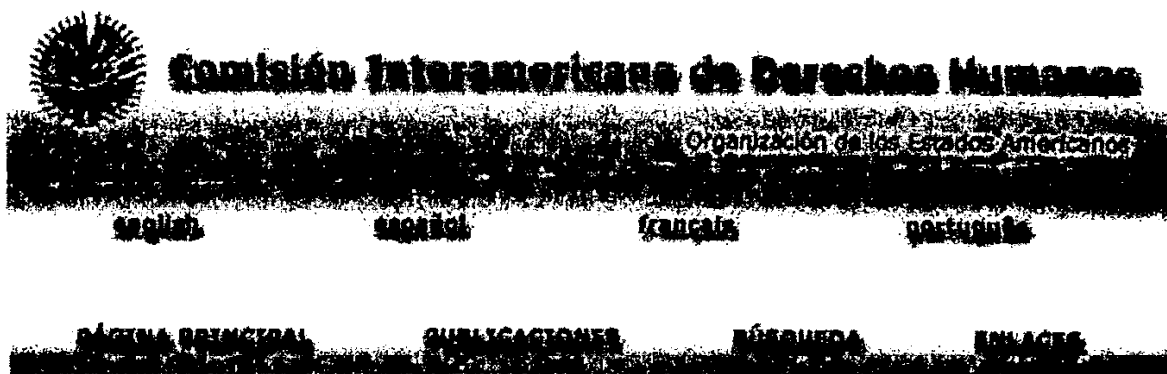 Comisión Interamericana de Derechos Humanos
Organización de los Estados Americanos
english español français português
PÁGINA PRINCIPAL PUBLICACIONES BÚSQUEDA ENLACES